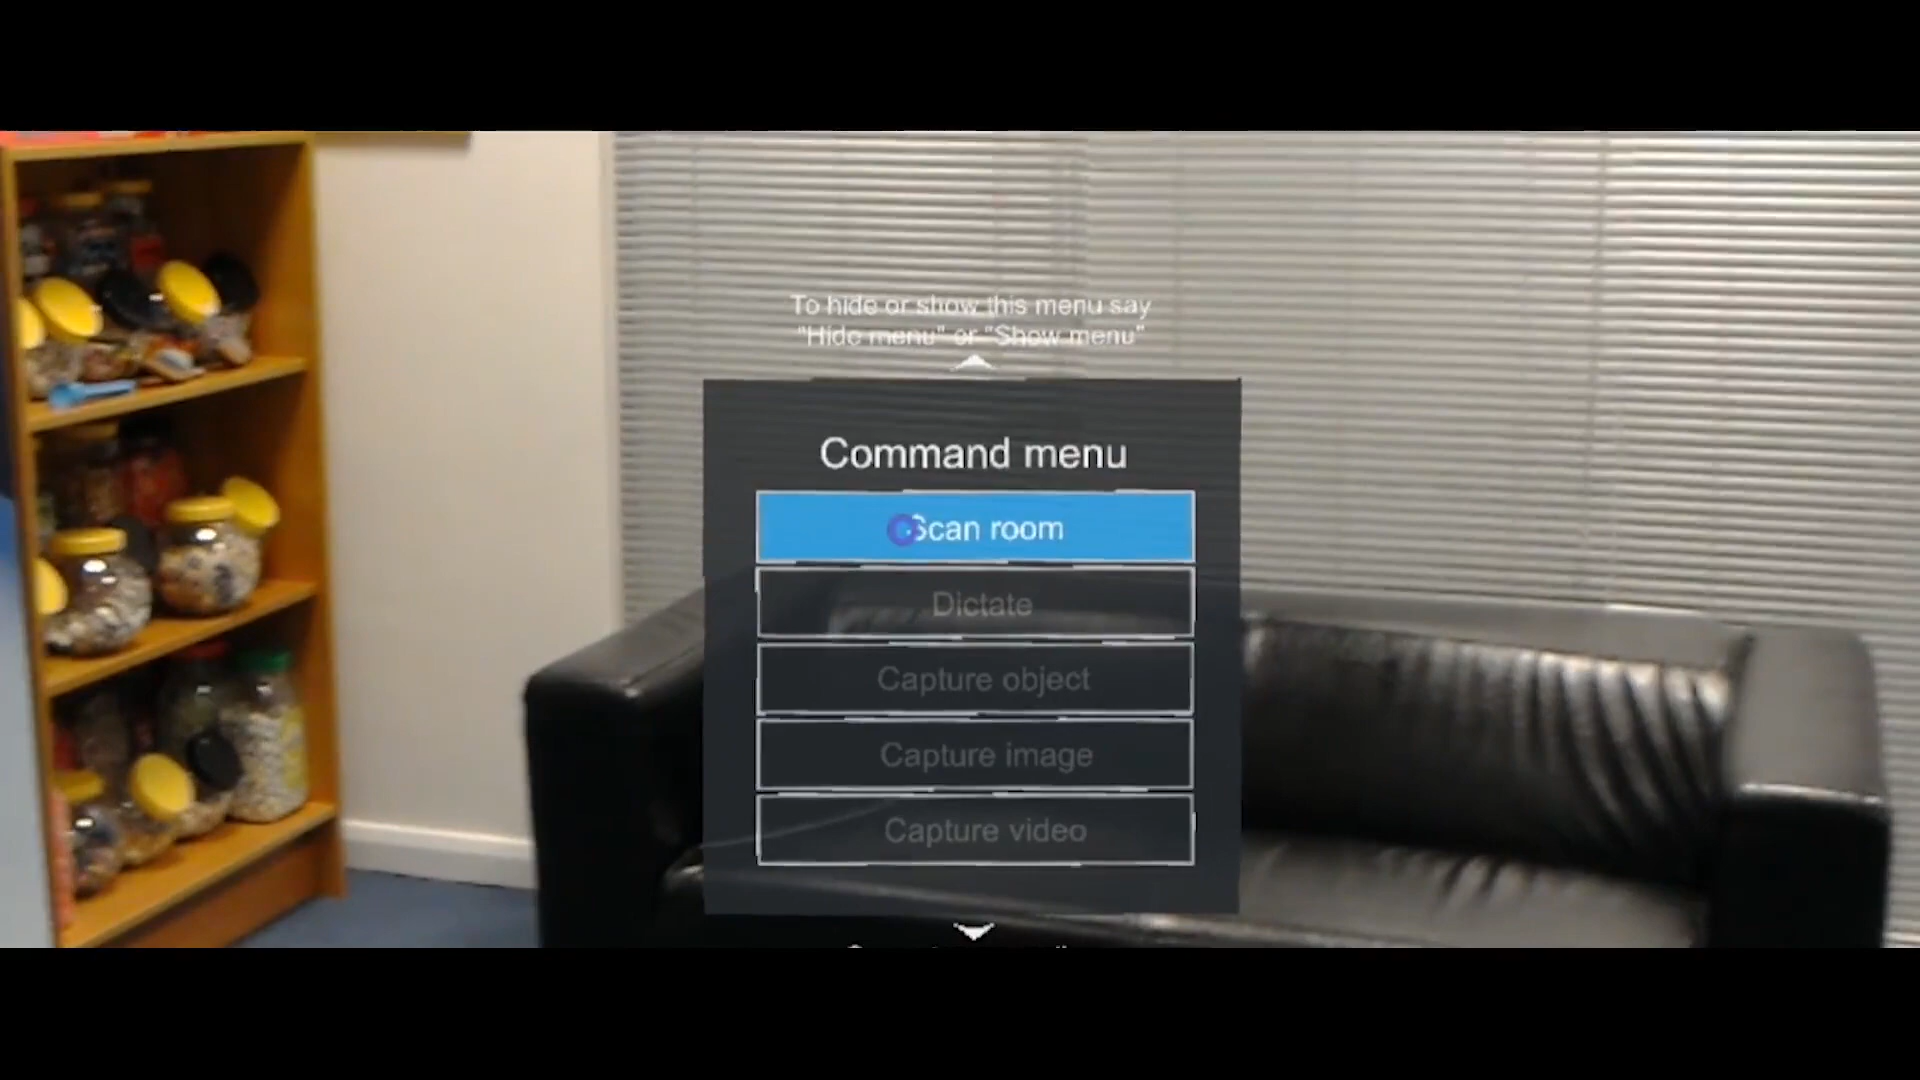 To hide or show this menu say
"Hide menu" or "Show menu"
Command menu
Scan room
Dictate
Capture object
Capture image
Capture video